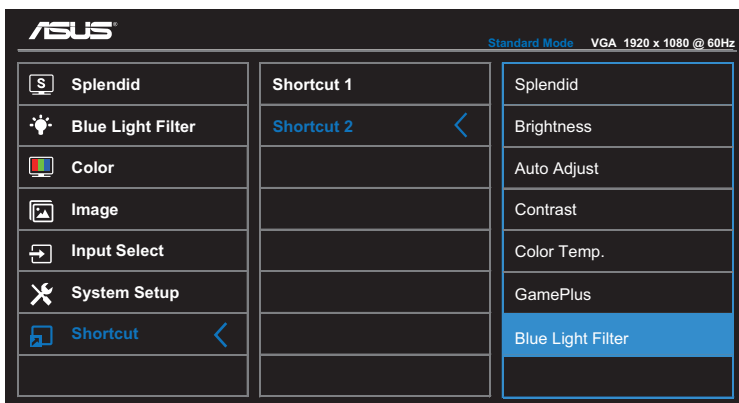 ASUS
Standard Mode VGA 1920 x 1080 @ 60Hz
S Splendid
Blue Light Filter
Color
Image
Input Select
System Setup
Shortcut
Shortcut 1
Shortcut 2
Splendid
Brightness
Auto Adjust
Contrast
Color Temp.
GamePlus
Blue Light Filter